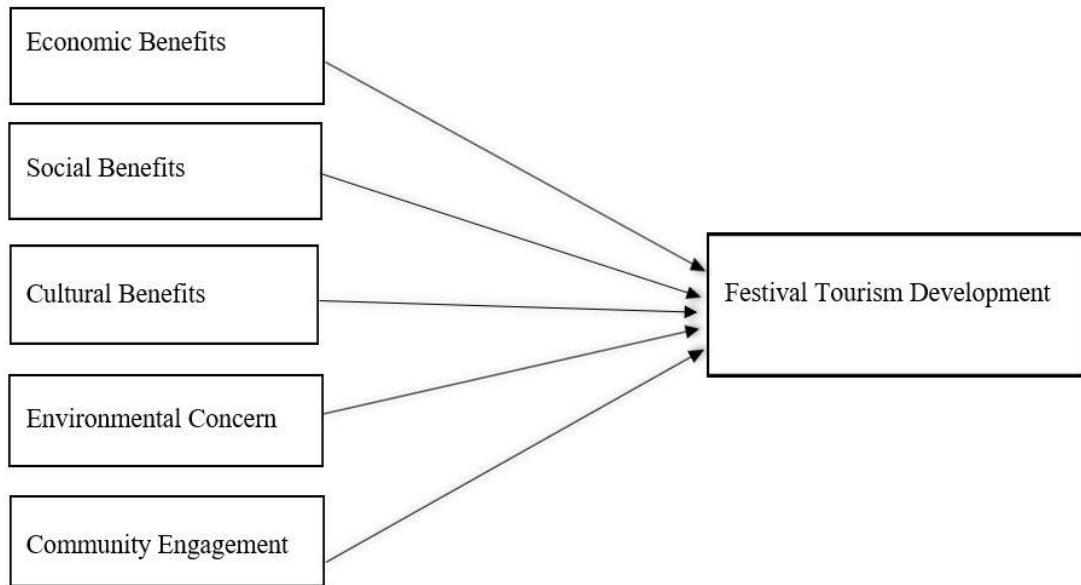 Economic Benefits
Social Benefits
Cultural Benefits
Environmental Concern
Community Engagement
Festival Tourism Development